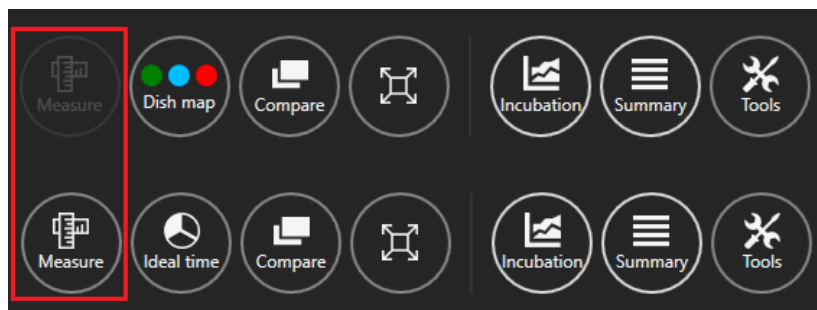 Measure Dish map Compare Incubation Summary Tools
Measure Ideal time Compare Incubation Summary Tools